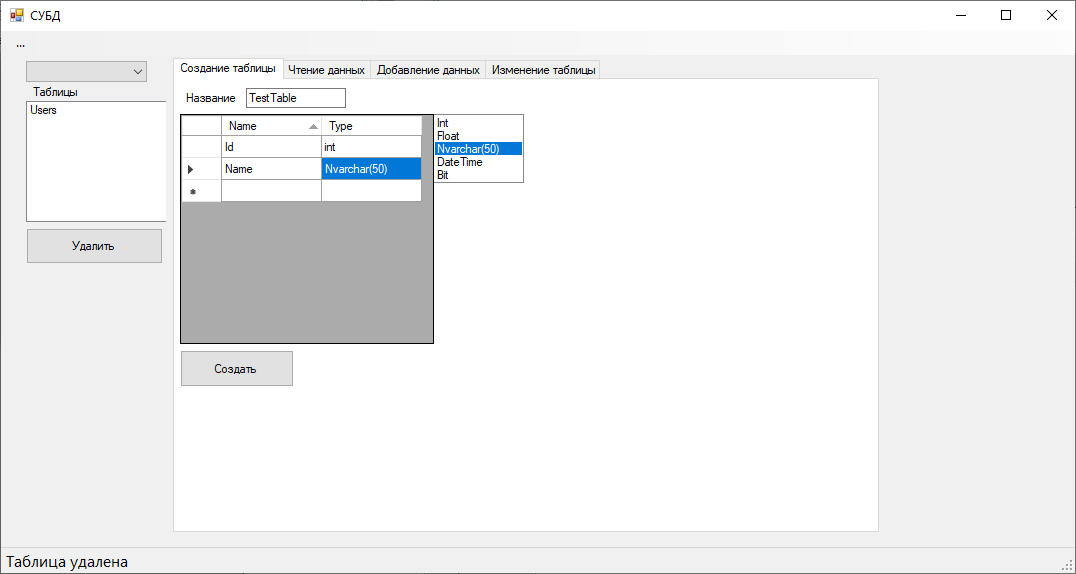 СУБД
...
Создание таблицы Чтение данных Добавление данных Изменение таблицы
Таблицы
Users
Удалить
Название TestTable
Name Type
Id int
Name Nvarchar(50)
Int
Float
Nvarchar(50)
DateTime
Bit
Создать
Таблица удалена